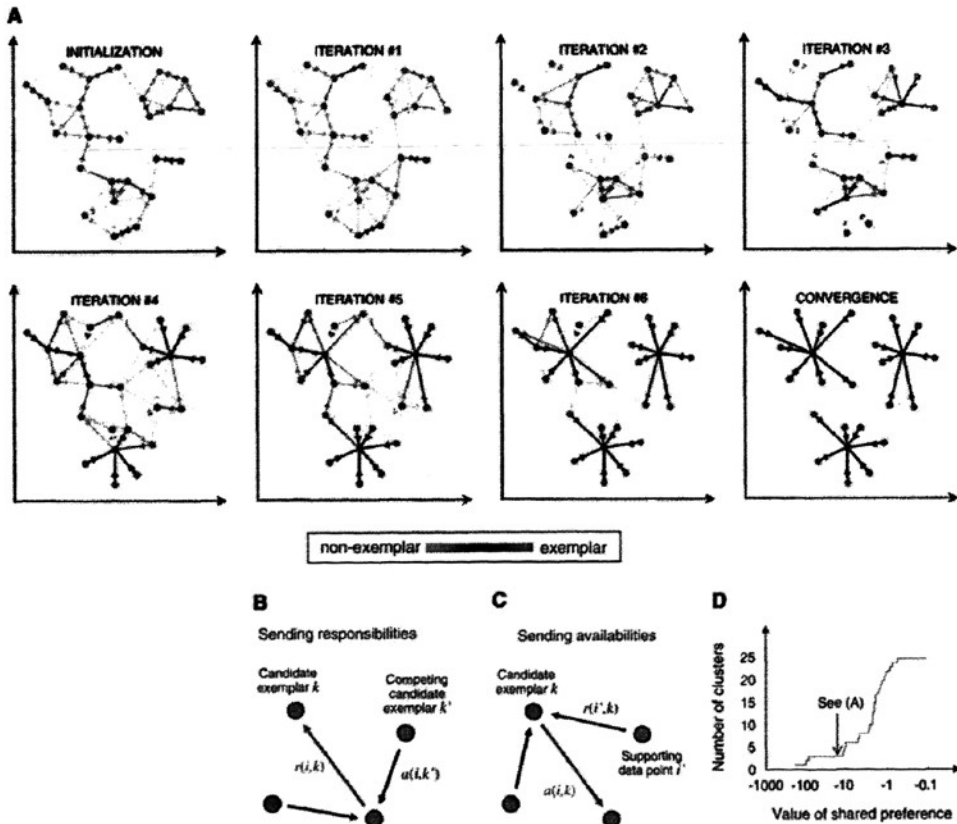 A
INITIALIZATION
ITERATION #1
ITERATION #2
ITERATION #3
ITERATION #4
ITERATION #5
ITERATION #6
CONVERGENCE
non-exemplar exemplar
B
Sending responsibilities
Candidate
exemplar k
Competing
candidate
exemplar k'
r(i,k)
a(i,k')
C
Sending availabilities
Candidate
exemplar k
r(i',k)
Supporting
data point i'
a(i,k)
D
Number of clusters
25
20
15
10
5
0
See (A)
-1000 -100 -10 -1 -0.1
Value of shared preference